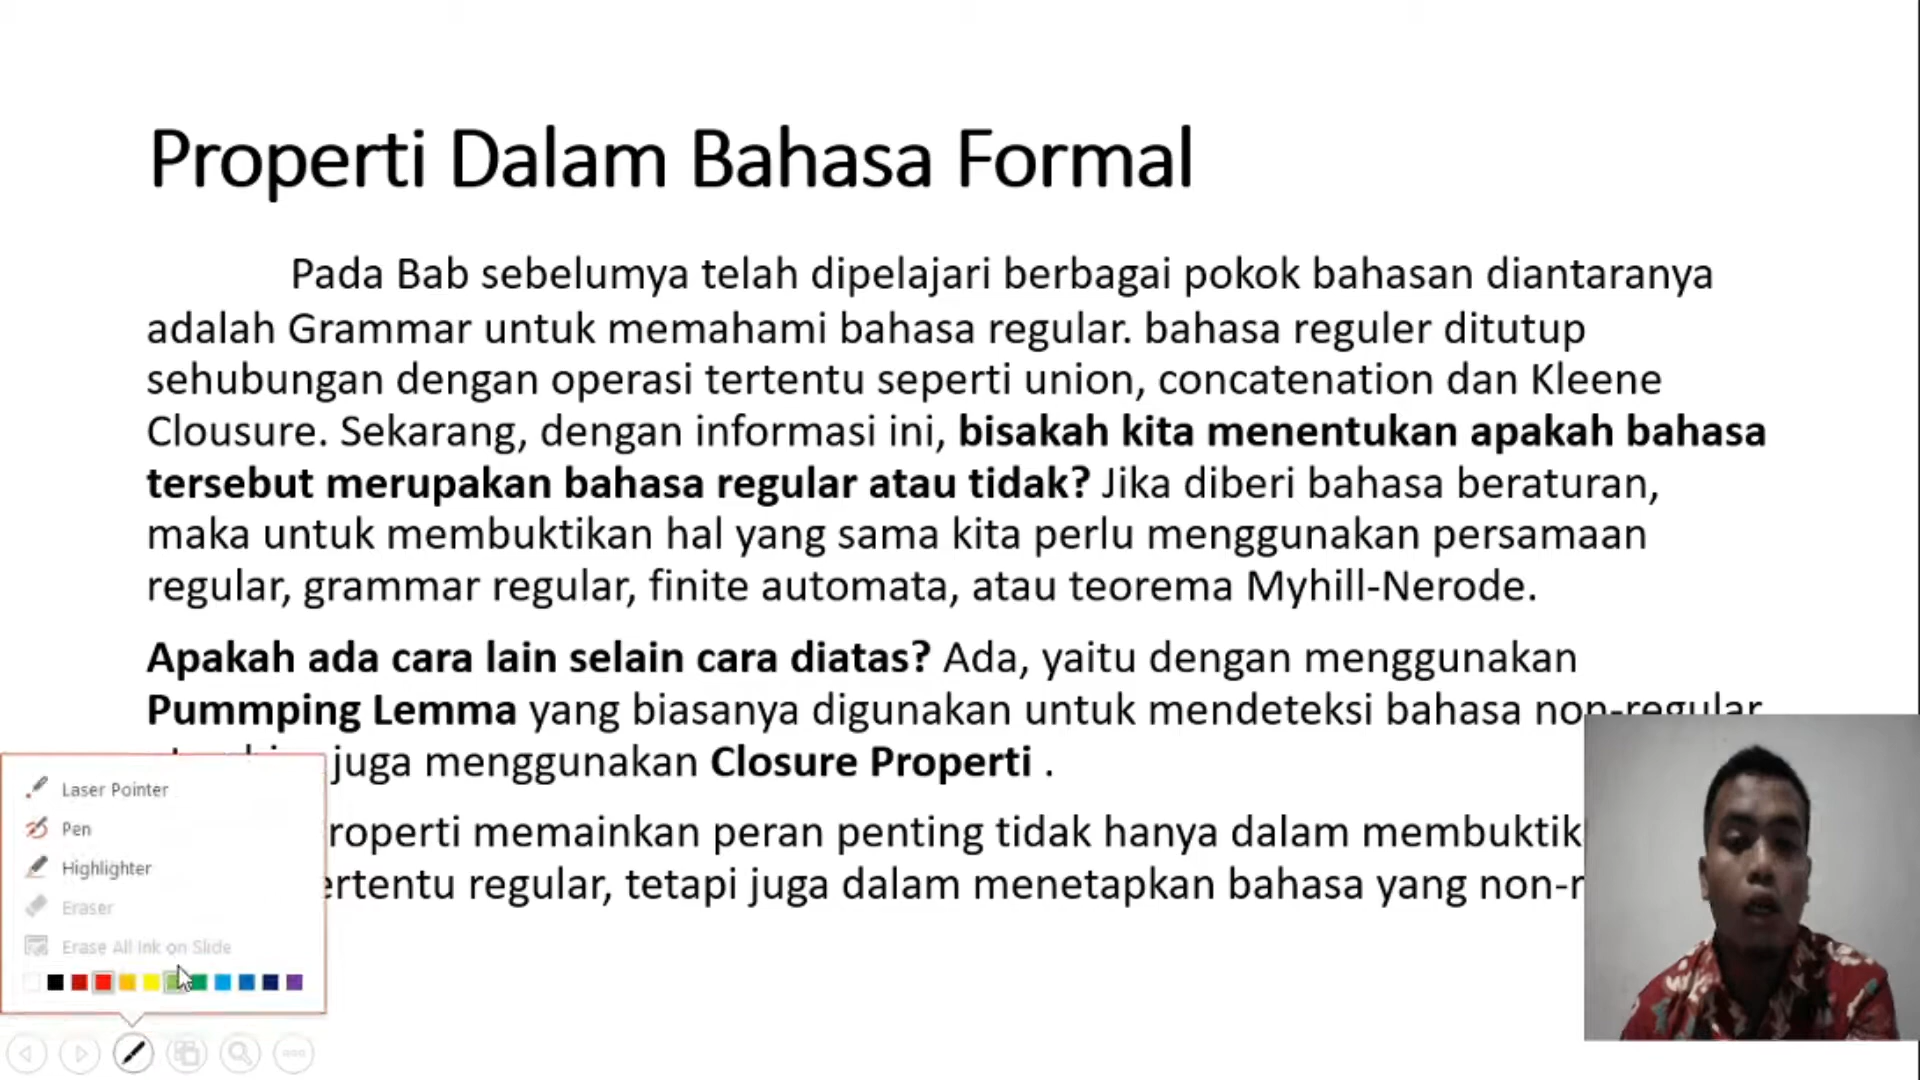 Properti Dalam Bahasa Formal
Pada Bab sebelumya telah dipelajari berbagai pokok bahasan diantaranya
adalah Grammar untuk memahami bahasa regular. bahasa reguler ditutup
sehubungan dengan operasi tertentu seperti union, concatenation dan Kleene
Clousure. Sekarang, dengan informasi ini, bisakah kita menentukan apakah bahasa
tersebut merupakan bahasa regular atau tidak? Jika diberi bahasa beraturan,
maka untuk membuktikan hal yang sama kita perlu menggunakan persamaan
regular, grammar regular, finite automata, atau teorema Myhill-Nerode.
Apakah ada cara lain selain cara diatas? Ada, yaitu dengan menggunakan
Pummping Lemma yang biasanya digunakan untuk mendeteksi bahasa non-regular
juga menggunakan Closure Properti .
roperti memainkan peran penting tidak hanya dalam membuktik
ertentu regular, tetapi juga dalam menetapkan bahasa yang non-r
Laser Pointer
Pen
Highlighter
Eraser
Erase All Ink on Slide